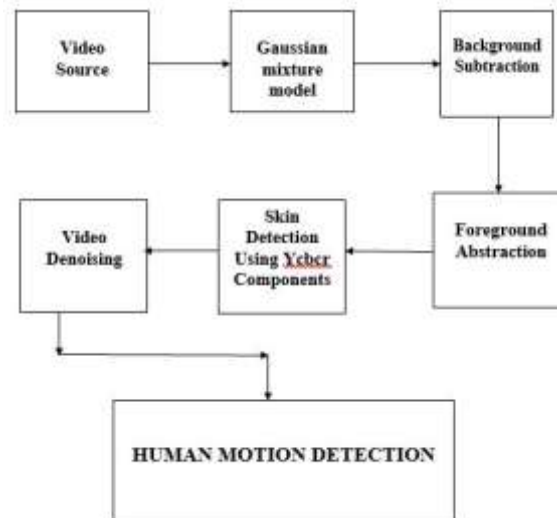 Video
Source
Gaussian
mixture
model
Background
Subtraction
Foreground
Abstraction
Skin
Detection
Using Ycbcr
Components
Video
Denoising
HUMAN MOTION DETECTION